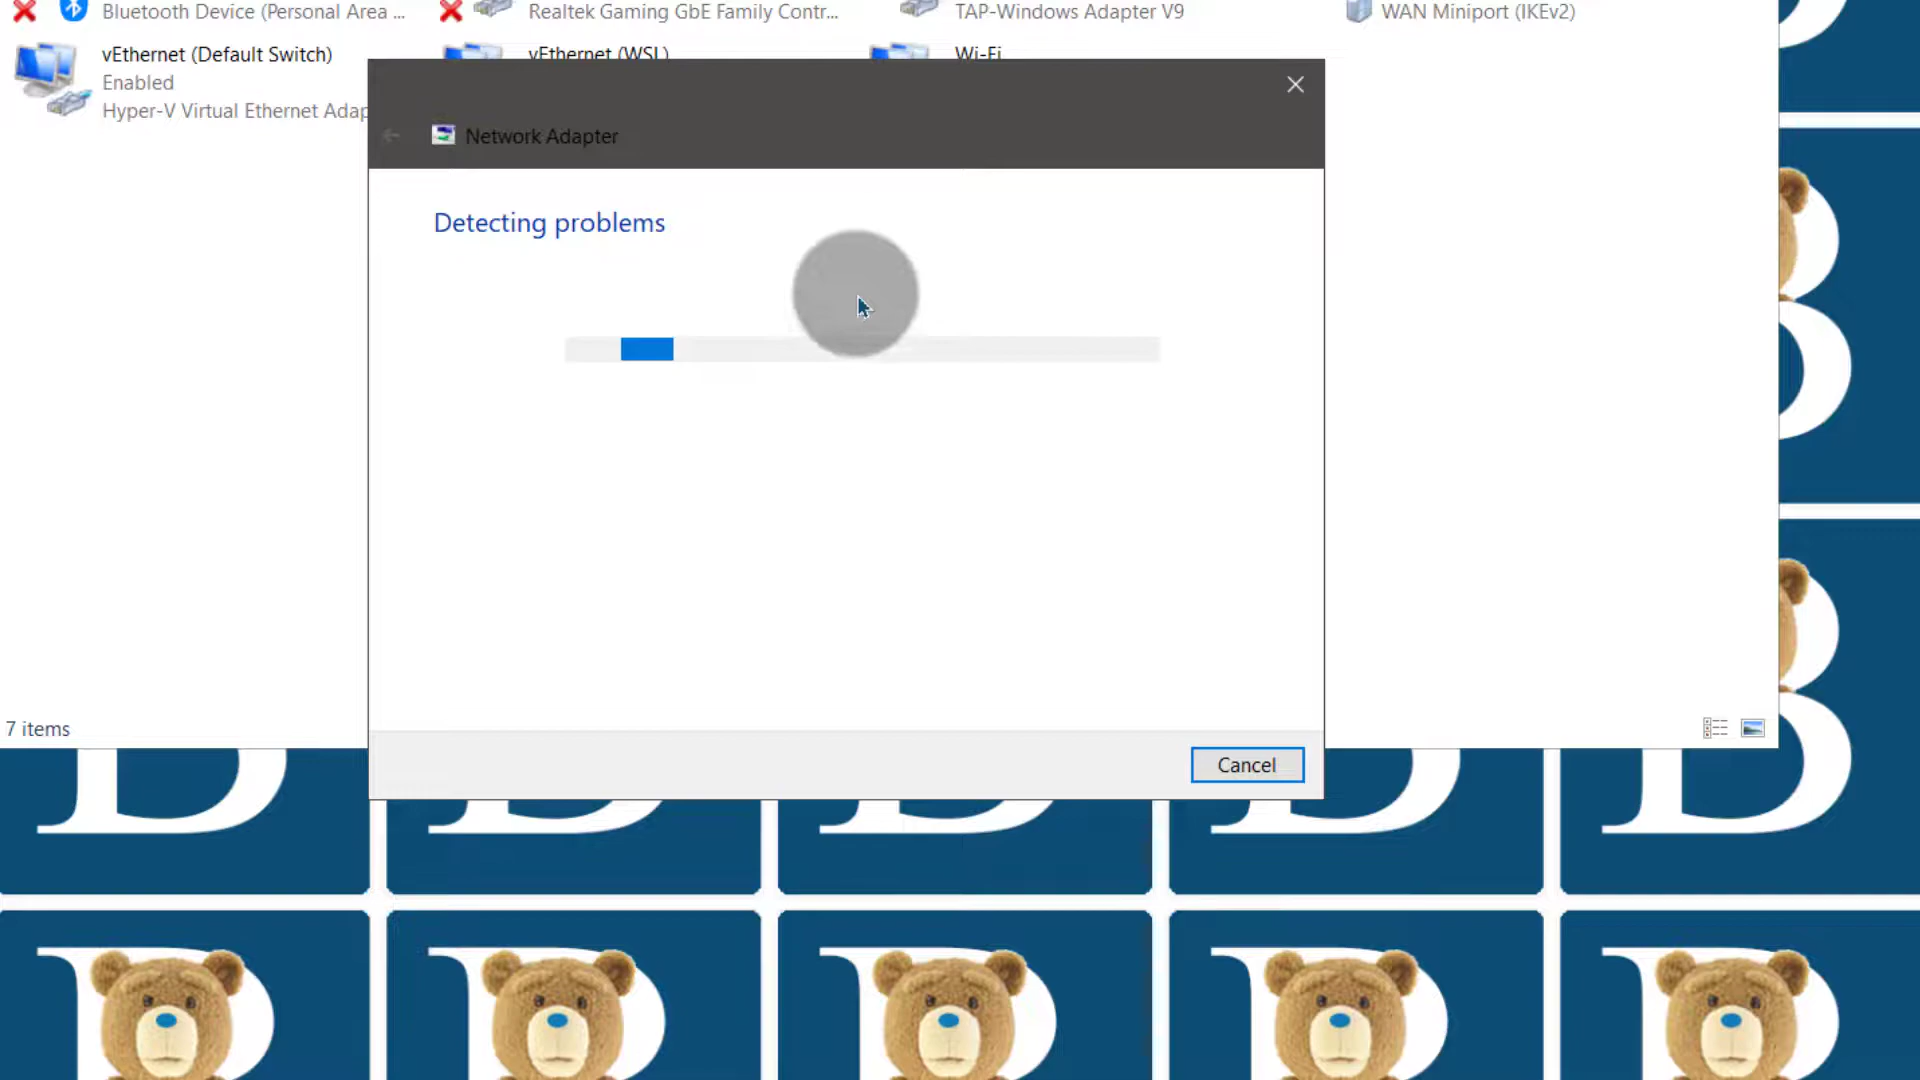 Bluetooth Device (Personal Area ...
Realtek Gaming GbE Family Contr...
TAP-Windows Adapter V9
WAN Miniport (IKEv2)
vEthernet (Default Switch)
Enabled
Hyper-V Virtual Ethernet Adap
vEthernet (WSL)
Wi-Fi
Network Adapter
Detecting problems
Cancel
7 items
B
B
B
B
B
B
B
B
B
B
B
B